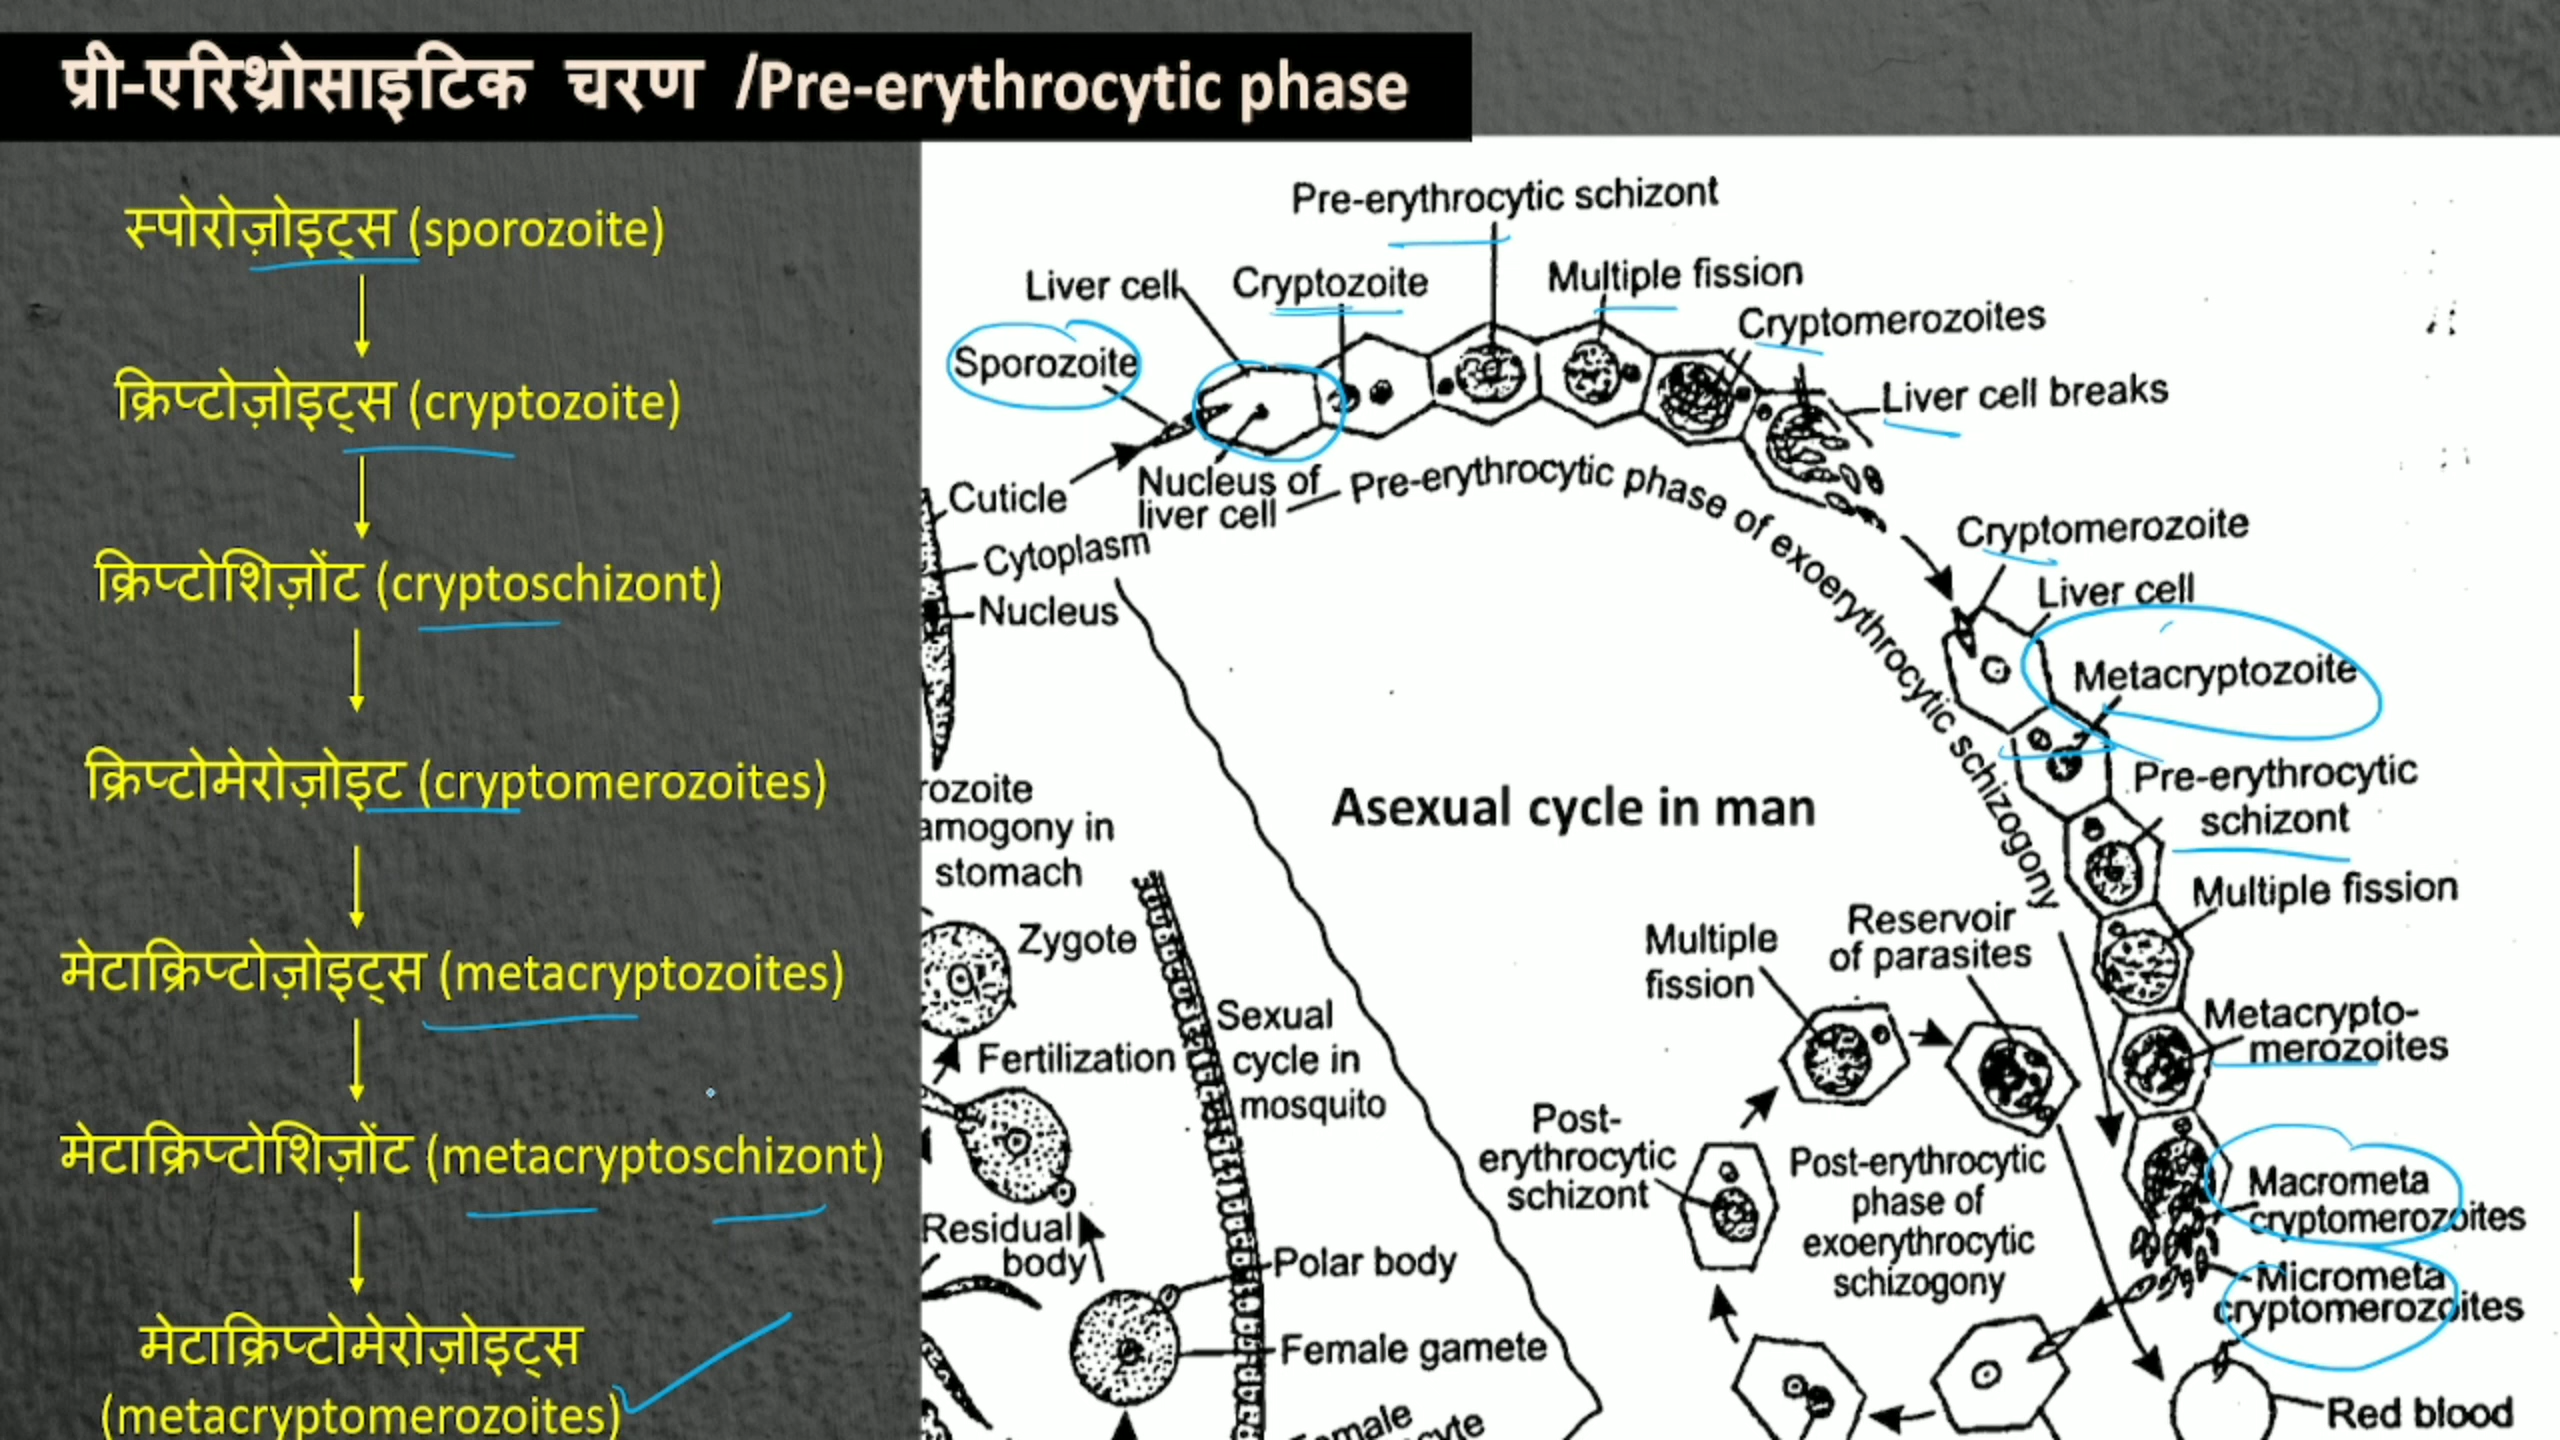 प्री-एरिथ्रोसाइटिक चरण /Pre-erythrocytic phase
स्पोरोज़ोइट्स (sporozoite)
क्रिप्टोज़ोइट्स (cryptozoite)
क्रिप्टोशिज़ोंट (cryptoschizont)
क्रिप्टोमेरोज़ोइट (cryptomerozoites)
मेटाक्रिप्टोज़ोइट्स (metacryptozoites)
मेटाक्रिप्टोशिज़ोंट (metacryptoschizont)
मेटाक्रिप्टोमेरोज़ोइट्स
(metacryptomerozoites)
Pre-erythrocytic schizont
Liver cell
Cryptozoite
Multiple fission
Cryptomerozoites
Sporozoite
Liver cell breaks
Nucleus of
liver cell
Pre-erythrocytic phase of exoerythrocytic schizogony
Cuticle
Cytoplasm
Nucleus
Cryptomerozoite
Liver cell
Metacryptozoite
Pre-erythrocytic
schizont
Multiple fission
Metacrypto-
merozoites
Macrometa
cryptomerozoites
Micrometa
cryptomerozoites
Red blood
Asexual cycle in man
rozoite
amogony in
stomach
Zygote
Fertilization
Sexual
cycle in
mosquito
Residual
body
Polar body
Female gamete
Multiple
fission
Reservoir
of parasites
Post-
erythrocytic
schizont
Post-erythrocytic
phase of
exoerythrocytic
schizogony